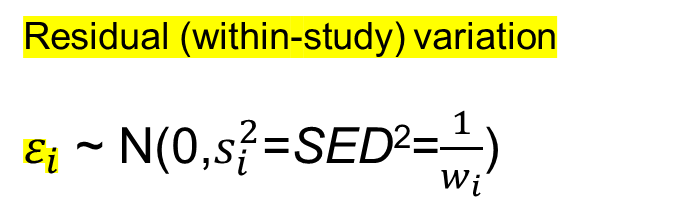 Residual (within-study) variation
εᵢ ~ N(0,sᵢ²=SED²=1/wᵢ)